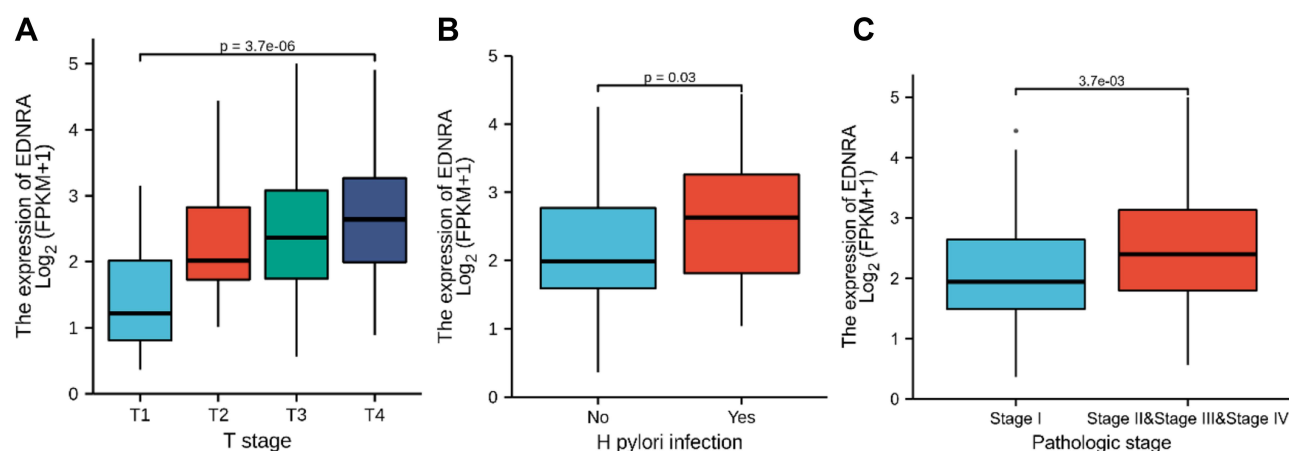 A
p = 3.7e-06
The expression of EDNRA
Log2 (FPKM+1)
5
4
3
2
1
0
T1 T2 T3 T4
T stage
B
p = 0.03
The expression of EDNRA
Log2 (FPKM+1)
5
4
3
2
1
0
No Yes
H pylori infection
C
3.7e-03
The expression of EDNRA
Log2 (FPKM+1)
5
4
3
2
1
0
Stage I Stage II&Stage III&Stage IV
Pathologic stage